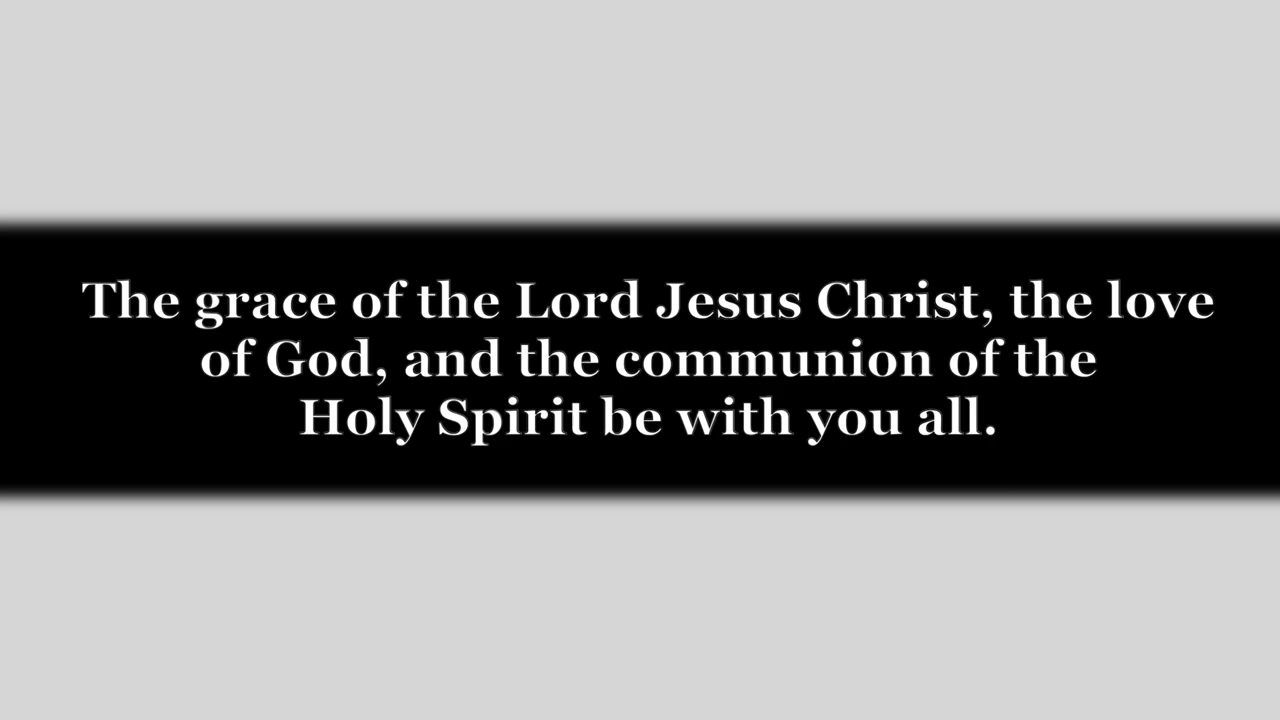 The grace of the Lord Jesus Christ, the love
of God, and the communion of the
Holy Spirit be with you all.